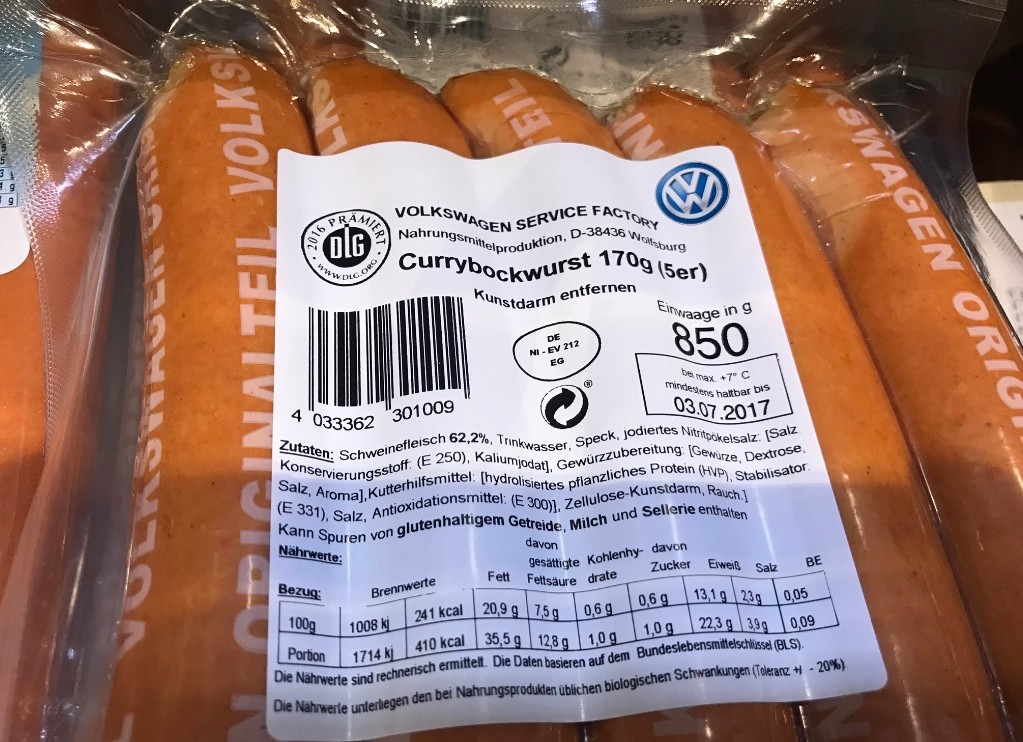 VOLKS
ORIGINALTEIL
VOLKSWAGEN ORIG
LKS
TEIL
IN
SWAGEN ORIGI
2016 PRÄMIERT
DLG
WWW.DLG.ORG
VOLKSWAGEN SERVICE FACTORY
Nahrungsmittelproduktion, D-38436 Wolfsburg
Currybockwurst 170g (5er)
Kunstdarm entfernen
Einwaage in g
850
DE
NI - EV 212
EG
®
bei max. +7° C
mindestens haltbar bis
03.07.2017
4 033362 301009
Zutaten: Schweinefleisch 62,2%, Trinkwasser, Speck, jodiertes Nitritpökelsalz: [Salz
Konservierungsstoff: (E 250), Kaliumjodat], Gewürzzubereitung: [Gewürze, Dextrose,
Salz, Aroma], Kutterhilfsmittel: [hydrolisiertes pflanzliches Protein (HVP), Stabilisator:
(E 331), Salz, Antioxidationsmittel: (E 300)], Zellulose-Kunstdarm, Rauch.]
Kann Spuren von glutenhaltigem Getreide, Milch und Sellerie enthalten
Nährwerte:
davon
gesättigte Kohlenhy- davon
Bezug: Brennwerte Fett Fettsäure drate Zucker Eiweiß Salz BE
100g 1008 kj 241 kcal 20,9 g 7,5 g 0,6 g 0,6 g 13,1 g 2,3 g 0,05
Portion 1714 kj 410 kcal 35,5 g 12,8 g 1,0 g 1,0 g 22,3 g 3,9 g 0,09
Die Nährwerte sind rechnerisch ermittelt. Die Daten basieren auf dem Bundeslebensmittelschlüssel (BLS).
Die Nährwerte unterliegen den bei Nahrungsprodukten üblichen biologischen Schwankungen (Toleranz +/- 20%)